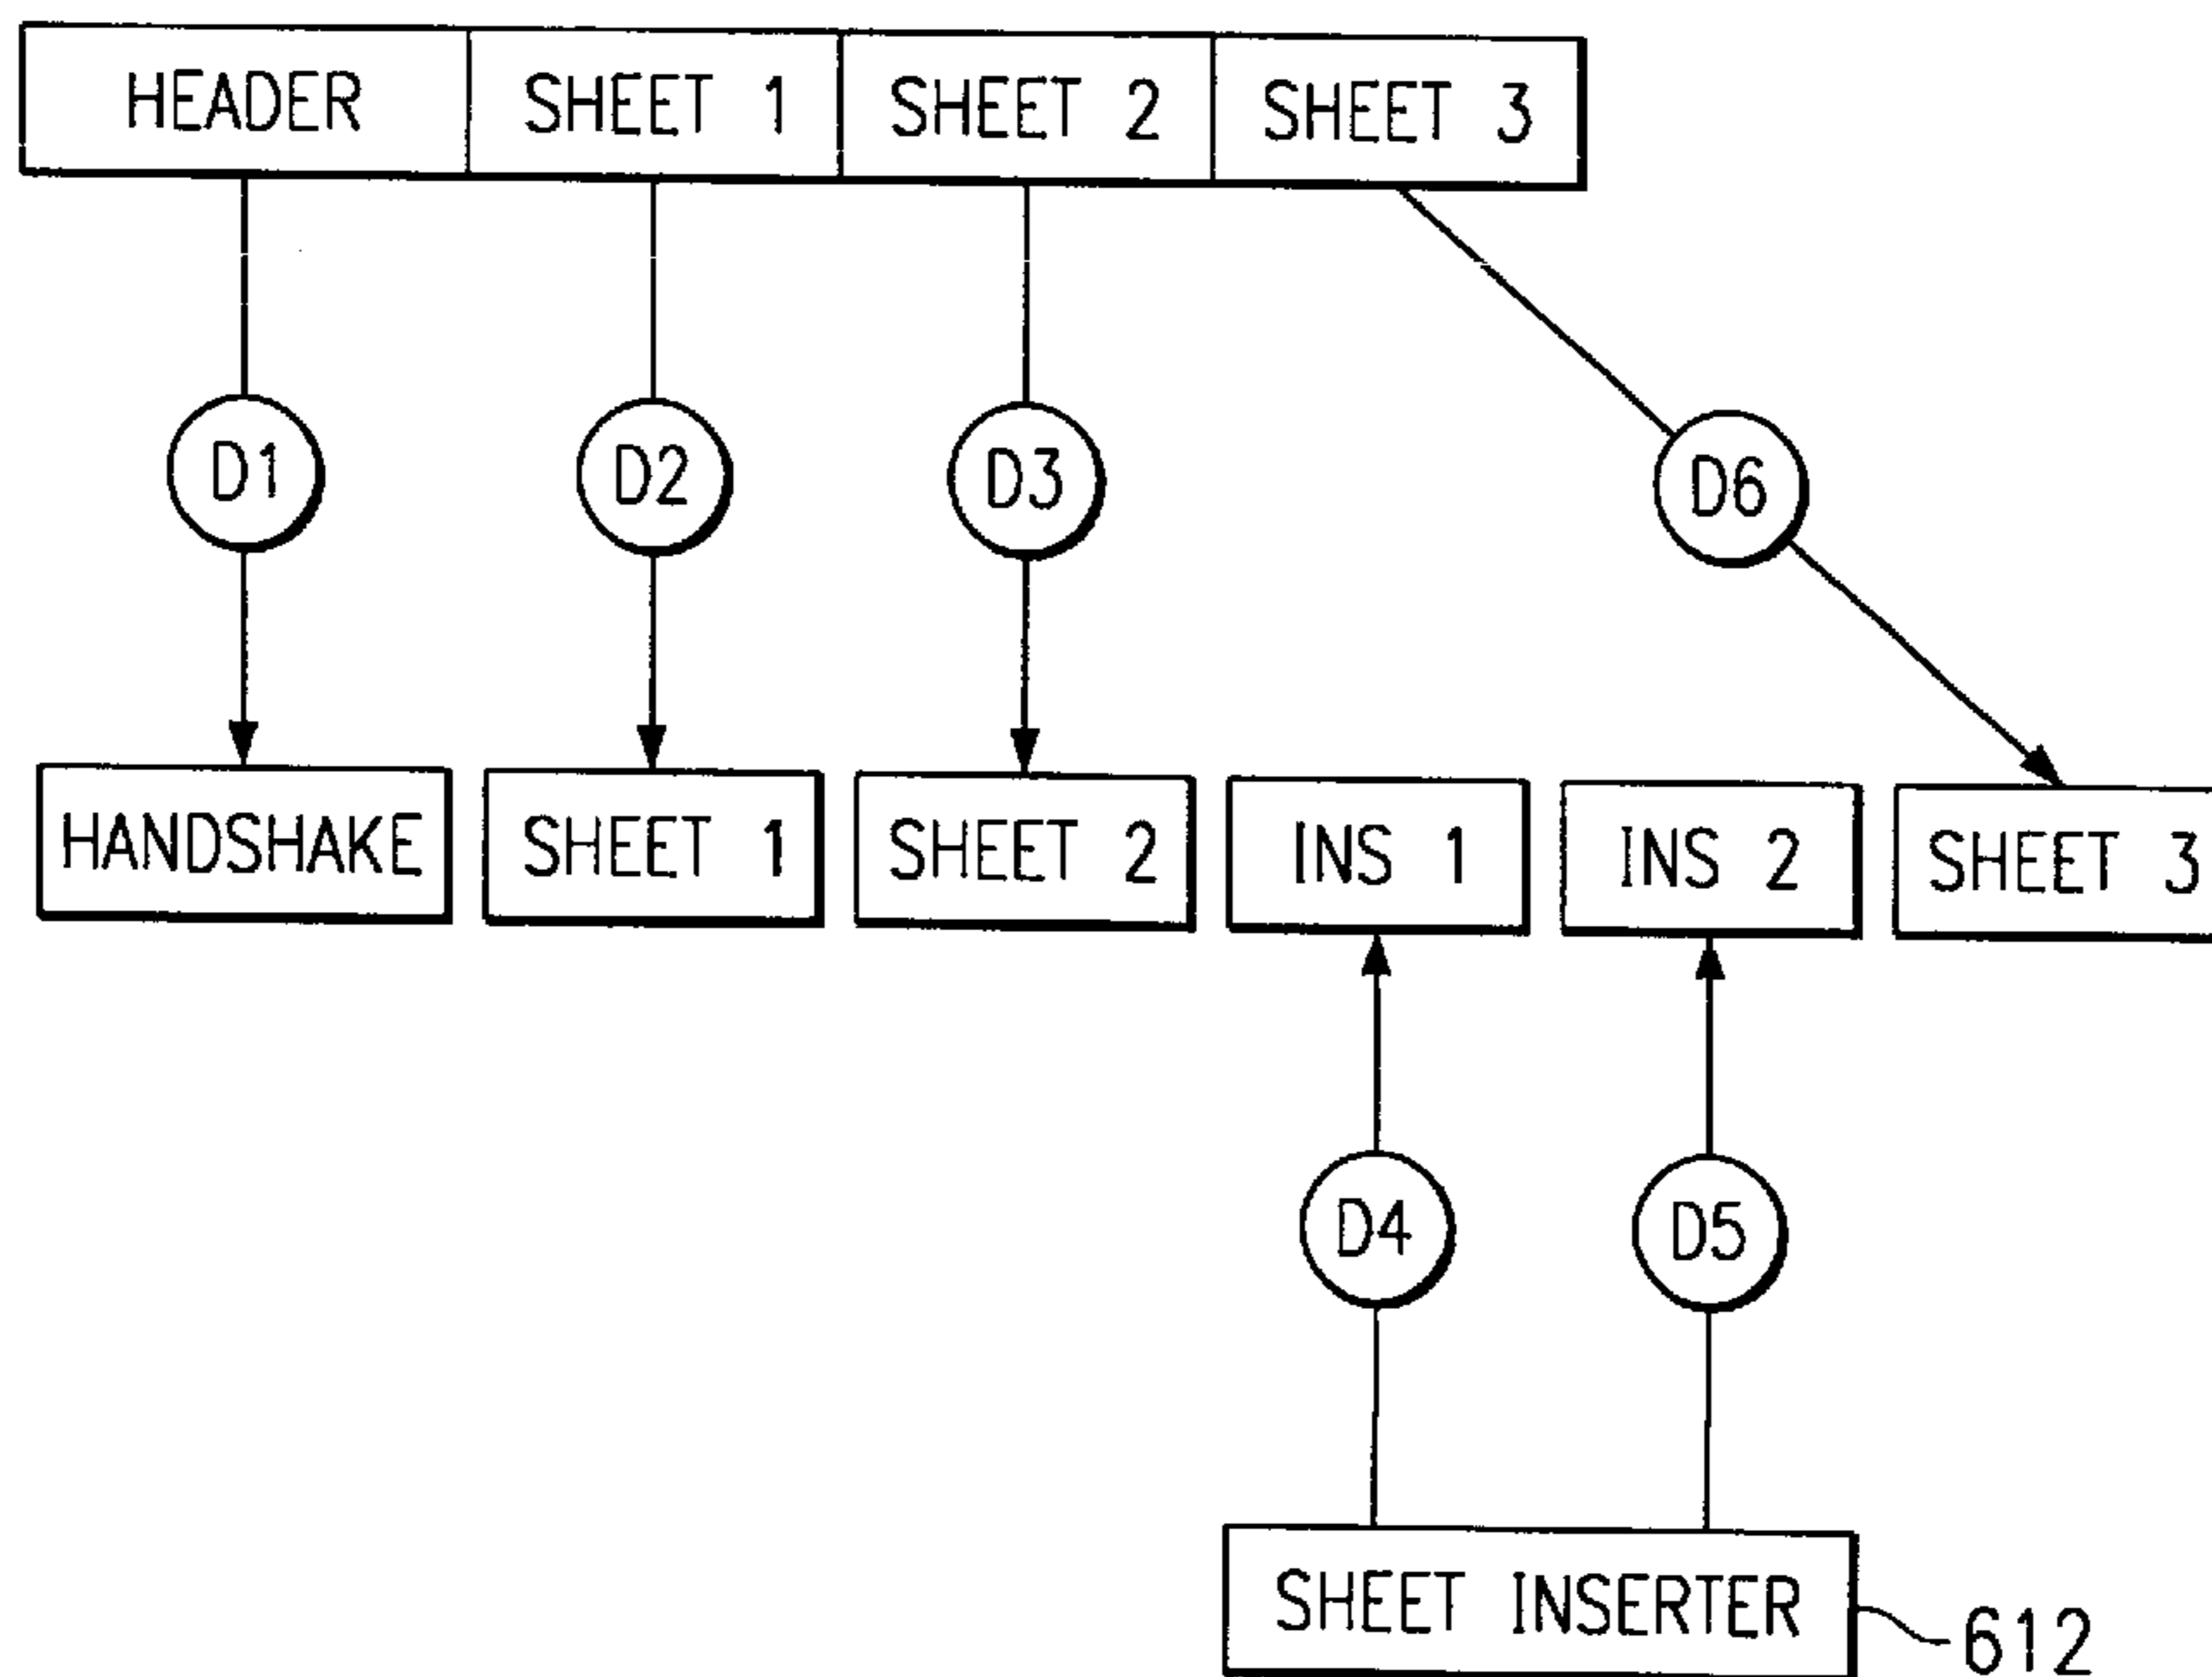 HEADER SHEET 1 SHEET 2 SHEET 3
D1 D2 D3 D6
HANDSHAKE SHEET 1 SHEET 2 INS 1 INS 2 SHEET 3
D4 D5
SHEET INSERTER 612